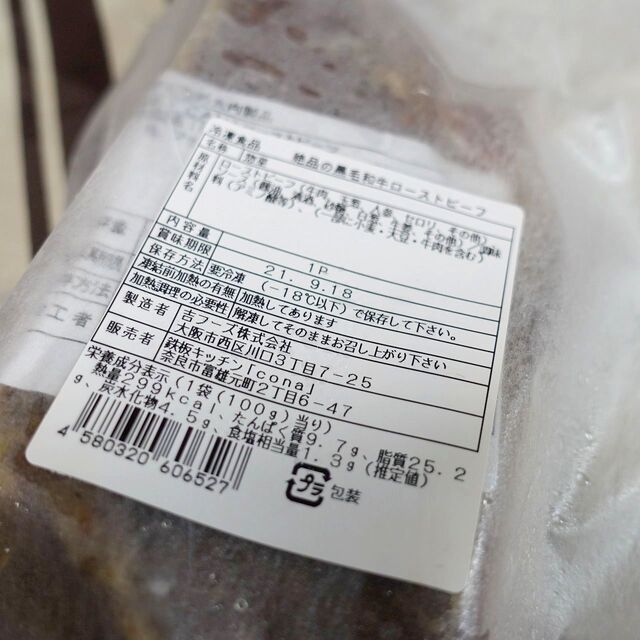 冷凍食品 絶品の黒毛和牛ローストビーフ
名称 惣菜
原材料名
内容量 1P
賞味期限 21.9.18
保存方法 要冷凍 (-18℃以下)で保存して下さい。
凍結前加熱の有無 加熱してあります
加熱調理の必要性 解凍してそのままお召し上がり下さい
製造者 吉フーズ株式会社
大阪市西区川口3丁目7-25
販売者 鉄板キッチンIconal
奈良市富雄元町2丁目6-47
栄養成分表示(1袋(100g)当り)
熱量299kcal、たんぱく質9.7g、脂質25.2
g、炭水化物4.5g、食塩相当量1.3g(推定値)
4 580320 606527
プラ 包装